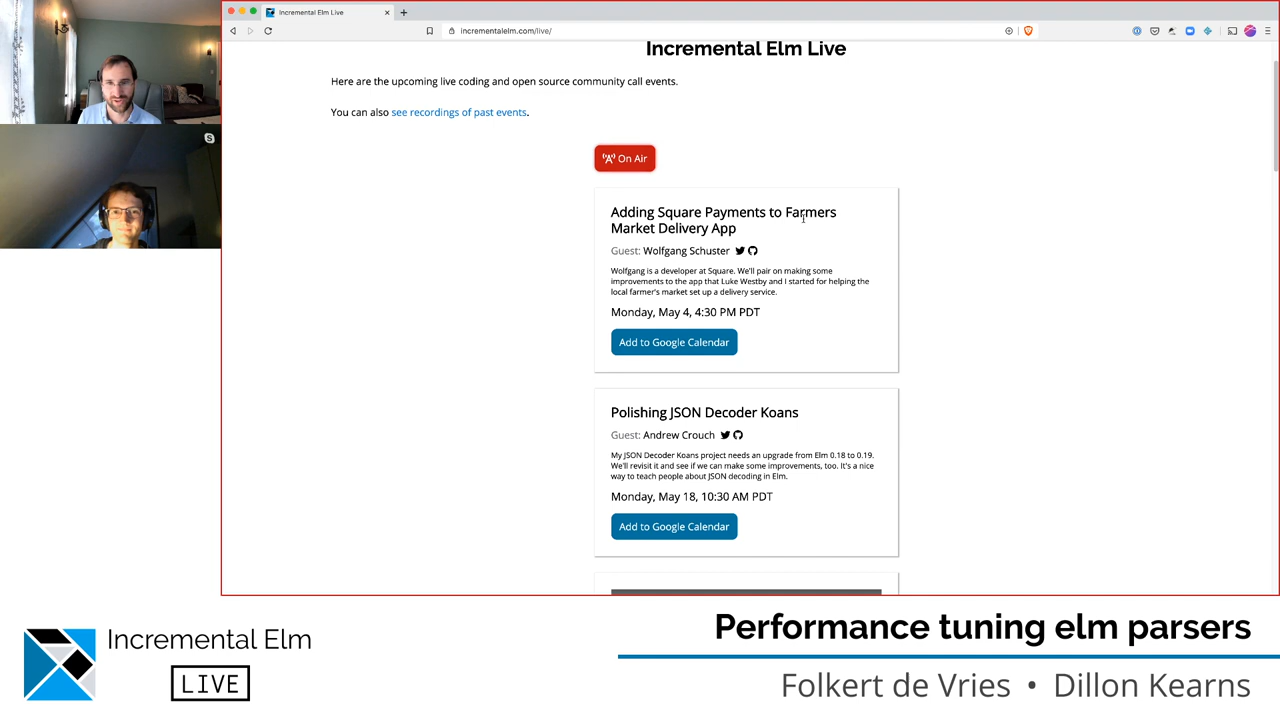 Incremental Elm Live
incrementalelm.com/live/
Incremental Elm Live
Here are the upcoming live coding and open source community call events.
You can also see recordings of past events.
On Air
Adding Square Payments to Farmers
Market Delivery App
Guest: Wolfgang Schuster
Wolfgang is a developer at Square. We'll pair on making some
improvements to the app that Luke Westby and I started for helping the
local farmer's market set up a delivery service.
Monday, May 4, 4:30 PM PDT
Add to Google Calendar
Polishing JSON Decoder Koans
Guest: Andrew Crouch
My JSON Decoder Koans project needs an upgrade from Elm 0.18 to 0.19.
We'll revisit it and see if we can make some improvements, too. It's a nice
way to teach people about JSON decoding in Elm.
Monday, May 18, 10:30 AM PDT
Add to Google Calendar
Incremental Elm
LIVE
Performance tuning elm parsers
Folkert de Vries • Dillon Kearns